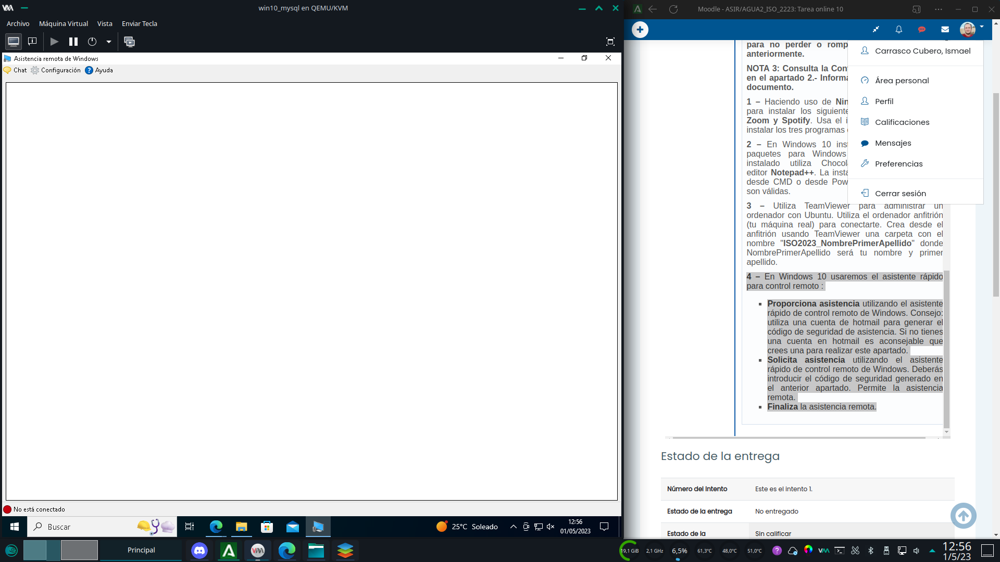 win10_mysql en QEMU/KVM
Archivo Máquina Virtual Vista Enviar Tecla
Asistencia remota de Windows
Chat Configuración Ayuda
No está conectado
Buscar
25°C Soleado
12:56
01/05/2023
Moodle - ASIR/AGUA2_ISO_2223: Tarea online 10
Carrasco Cubero, Ismael
Área personal
Perfil
Calificaciones
Mensajes
Preferencias
Cerrar sesión
para no perder o romp
anteriormente.
NOTA 3: Consulta la Con
en el apartado 2.- Informa
documento.
1 – Haciendo uso de Nin
para instalar los siguiente
Zoom y Spotify. Usa el i
instalar los tres programas
2 – En Windows 10 inst
paquetes para Windows
instalado utiliza Chocol
editor Notepad++. La insta
desde CMD o desde Pow
son válidas.
3 – Utiliza TeamViewer para administrar un
ordenador con Ubuntu. Utiliza el ordenador anfitrión
(tu máquina real) para conectarte. Crea desde el
anfitrión usando TeamViewer una carpeta con el
nombre "ISO2023_NombrePrimerApellido" donde
NombrePrimerApellido será tu nombre y primer
apellido.
4 – En Windows 10 usaremos el asistente rápido
para control remoto :
Proporciona asistencia utilizando el asistente
rápido de control remoto de Windows. Consejo:
utiliza una cuenta de hotmail para generar el
código de seguridad de asistencia. Si no tienes
una cuenta en hotmail es aconsejable que
crees una para realizar este apartado.
Solicita asistencia utilizando el asistente
rápido de control remoto de Windows. Deberás
introducir el código de seguridad generado en
el anterior apartado. Permite la asistencia
remota.
Finaliza la asistencia remota.
Estado de la entrega
Número del intento Este es el intento 1.
Estado de la entrega No entregado
Estado de la Sin calificar
Principal
19,1 GiB 2,1 GHz 6,5% 61,3°C 48,0°C 51,0°C
12:56
1/5/23